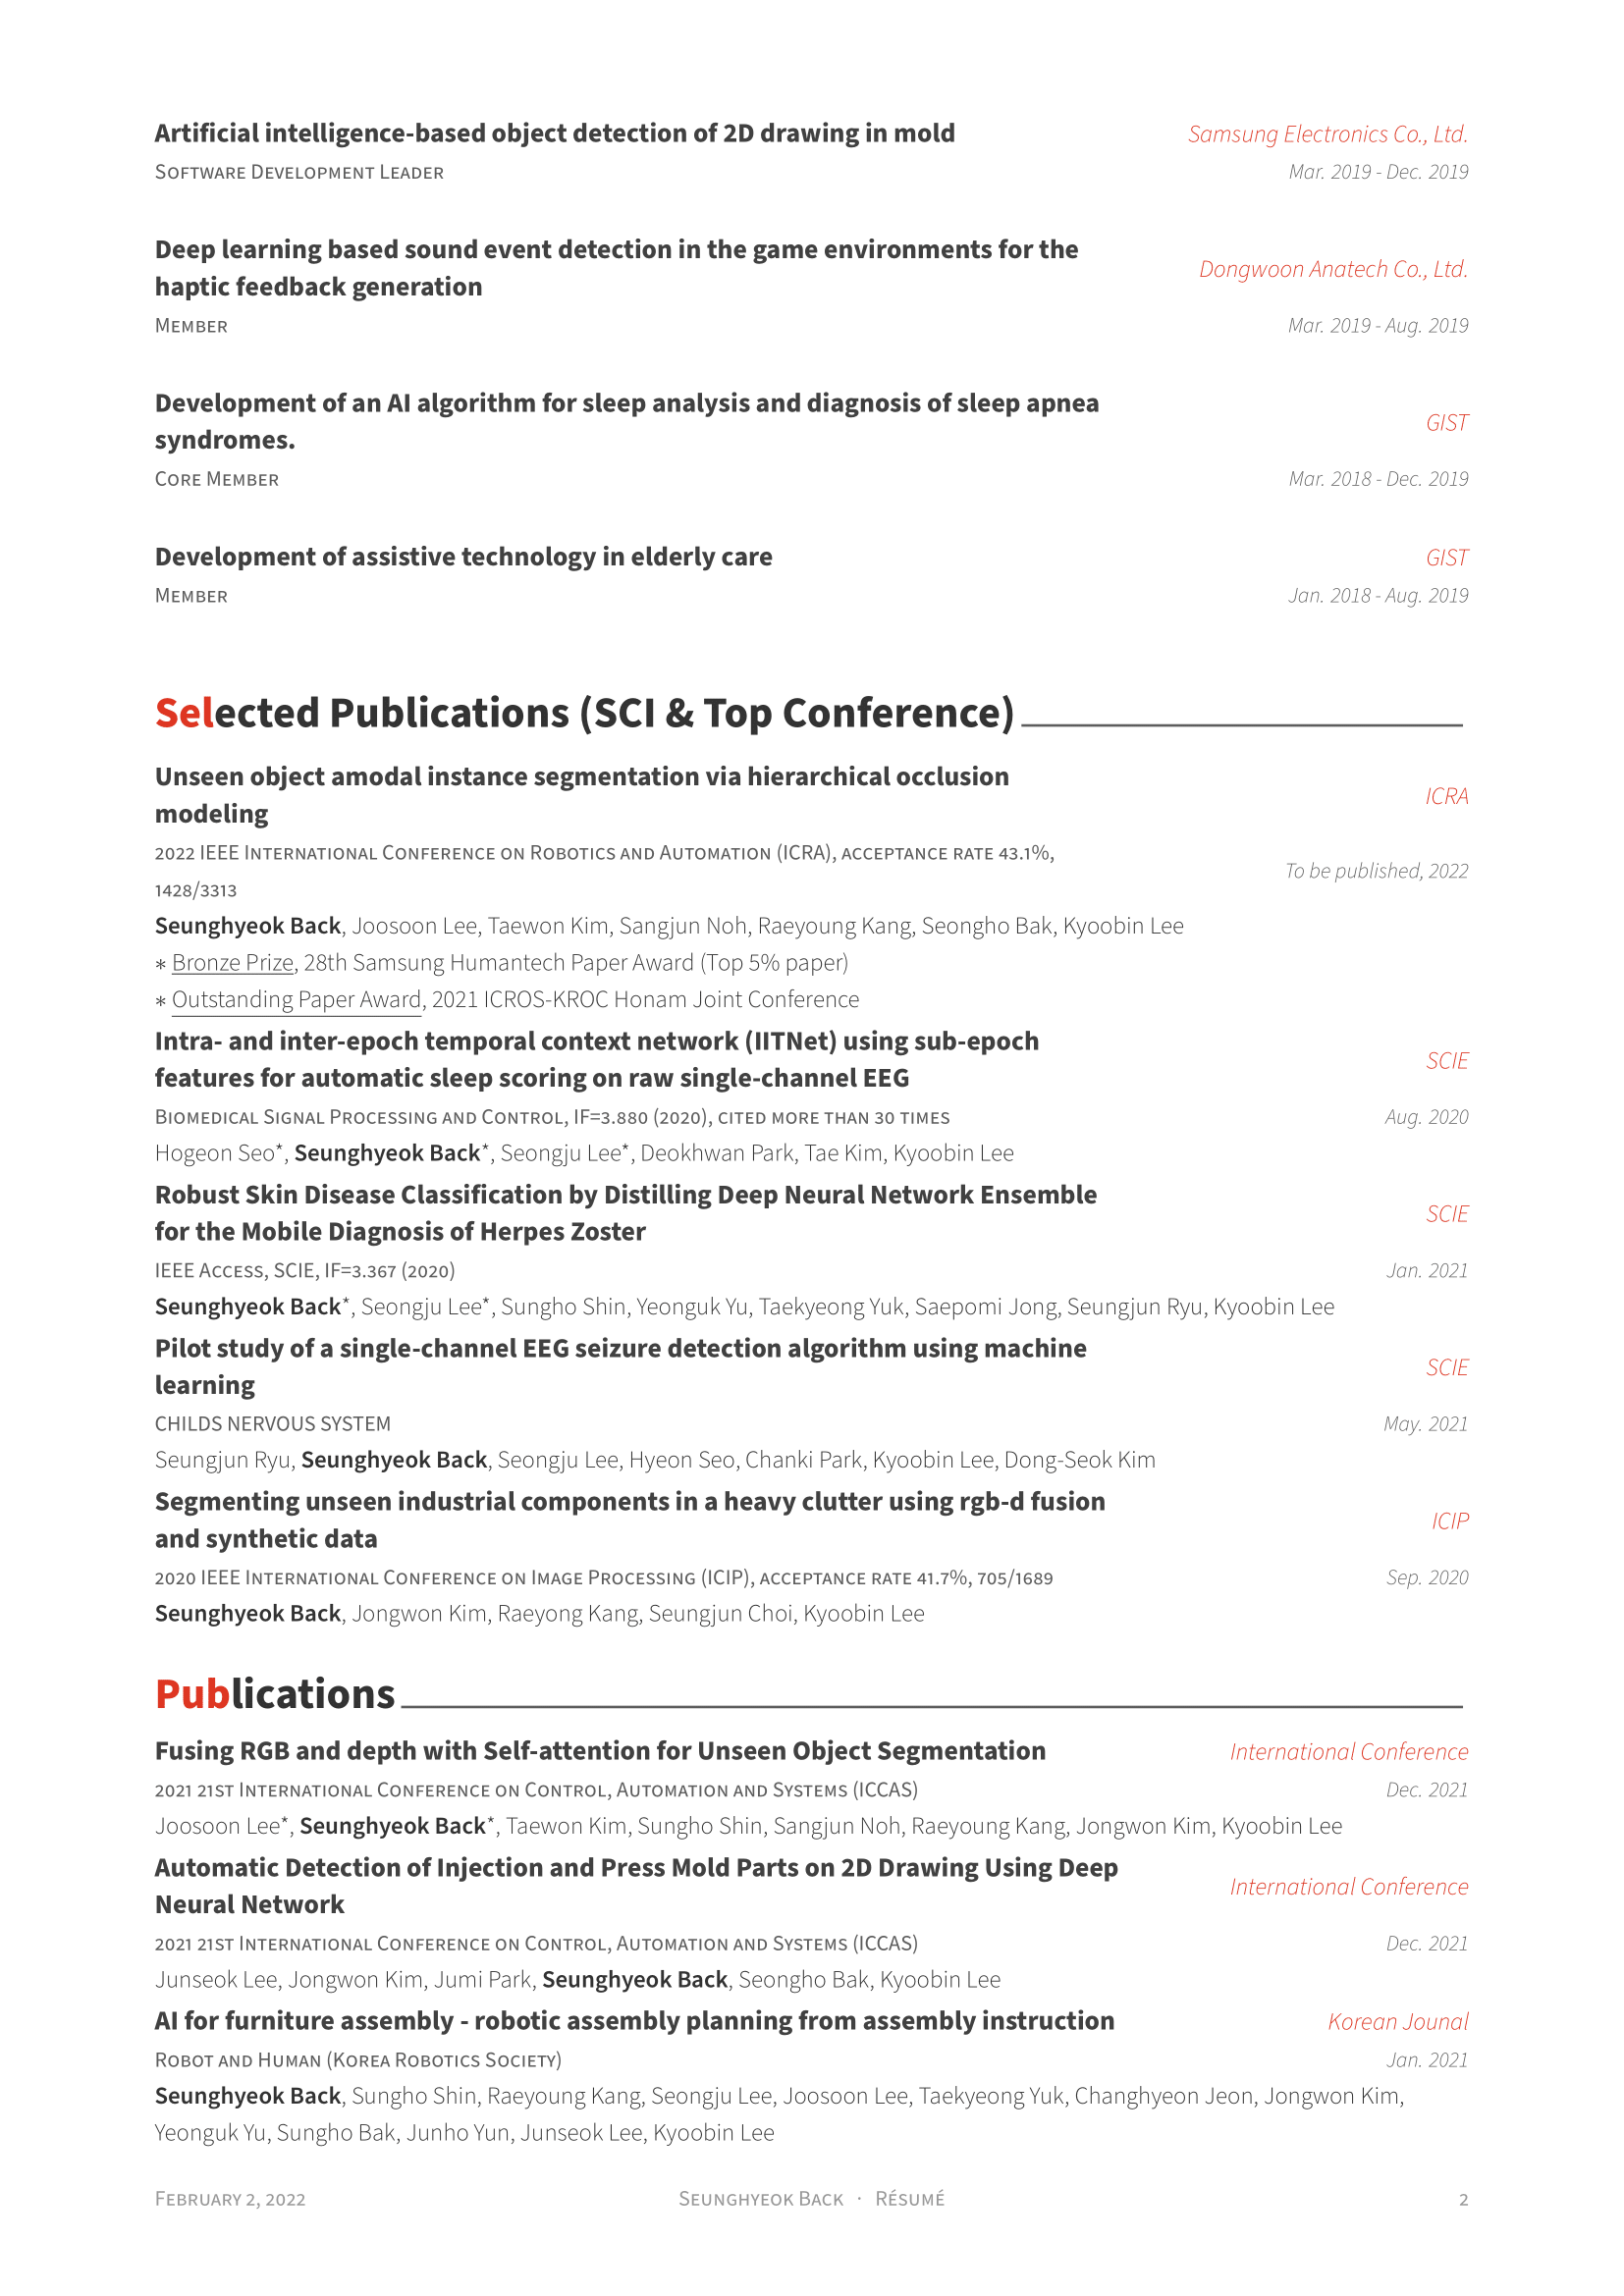 Artificial intelligence-based object detection of 2D drawing in mold Samsung Electronics Co., Ltd.
Software Development Leader Mar. 2019 - Dec. 2019
Deep learning based sound event detection in the game environments for the
haptic feedback generation Dongwoon Anatech Co., Ltd.
Member Mar. 2019 - Aug. 2019
Development of an AI algorithm for sleep analysis and diagnosis of sleep apnea
syndromes. GIST
Core Member Mar. 2018 - Dec. 2019
Development of assistive technology in elderly care GIST
Member Jan. 2018 - Aug. 2019
Selected Publications (SCI & Top Conference)
Unseen object amodal instance segmentation via hierarchical occlusion
modeling ICRA
2022 IEEE International Conference on Robotics and Automation (ICRA), acceptance rate 43.1%,
1428/3313 To be published, 2022
Seunghyeok Back, Joosoon Lee, Taewon Kim, Sangjun Noh, Raeyoung Kang, Seongho Bak, Kyoobin Lee
* Bronze Prize, 28th Samsung Humantech Paper Award (Top 5% paper)
* Outstanding Paper Award, 2021 ICROS-KROC Honam Joint Conference
Intra- and inter-epoch temporal context network (IITNet) using sub-epoch
features for automatic sleep scoring on raw single-channel EEG SCIE
Biomedical Signal Processing and Control, IF=3.880 (2020), cited more than 30 times Aug. 2020
Hogeon Seo*, Seunghyeok Back*, Seongju Lee*, Deokhwan Park, Tae Kim, Kyoobin Lee
Robust Skin Disease Classification by Distilling Deep Neural Network Ensemble
for the Mobile Diagnosis of Herpes Zoster SCIE
IEEE Access, SCIE, IF=3.367 (2020) Jan. 2021
Seunghyeok Back*, Seongju Lee*, Sungho Shin, Yeonguk Yu, Taekyeong Yuk, Saepomi Jong, Seungjun Ryu, Kyoobin Lee
Pilot study of a single-channel EEG seizure detection algorithm using machine
learning SCIE
CHILDS NERVOUS SYSTEM May. 2021
Seungjun Ryu, Seunghyeok Back, Seongju Lee, Hyeon Seo, Chanki Park, Kyoobin Lee, Dong-Seok Kim
Segmenting unseen industrial components in a heavy clutter using rgb-d fusion
and synthetic data ICIP
2020 IEEE International Conference on Image Processing (ICIP), acceptance rate 41.7%, 705/1689 Sep. 2020
Seunghyeok Back, Jongwon Kim, Raeyong Kang, Seungjun Choi, Kyoobin Lee
Publications
Fusing RGB and depth with Self-attention for Unseen Object Segmentation International Conference
2021 21st International Conference on Control, Automation and Systems (ICCAS) Dec. 2021
Joosoon Lee*, Seunghyeok Back*, Taewon Kim, Sungho Shin, Sangjun Noh, Raeyoung Kang, Jongwon Kim, Kyoobin Lee
Automatic Detection of Injection and Press Mold Parts on 2D Drawing Using Deep
Neural Network International Conference
2021 21st International Conference on Control, Automation and Systems (ICCAS) Dec. 2021
Junseok Lee, Jongwon Kim, Jumi Park, Seunghyeok Back, Seongho Bak, Kyoobin Lee
AI for furniture assembly - robotic assembly planning from assembly instruction Korean Jounal
Robot and Human (Korea Robotics Society) Jan. 2021
Seunghyeok Back, Sungho Shin, Raeyoung Kang, Seongju Lee, Joosoon Lee, Taekyeong Yuk, Changhyeon Jeon, Jongwon Kim,
Yeonguk Yu, Sungho Bak, Junho Yun, Junseok Lee, Kyoobin Lee
February 2, 2022 Seunghyeok Back · Résumé 2